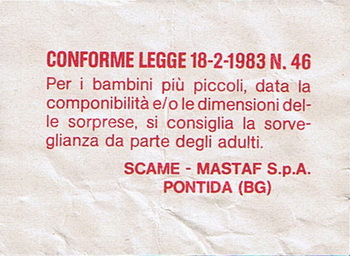 CONFORME LEGGE 18-2-1983 N. 46
Per i bambini più piccoli, data la
componibilità e/o le dimensioni del-
le sorprese, si consiglia la sorve-
glianza da parte degli adulti.
SCAME - MASTAF S.p.A.
PONTIDA (BG)